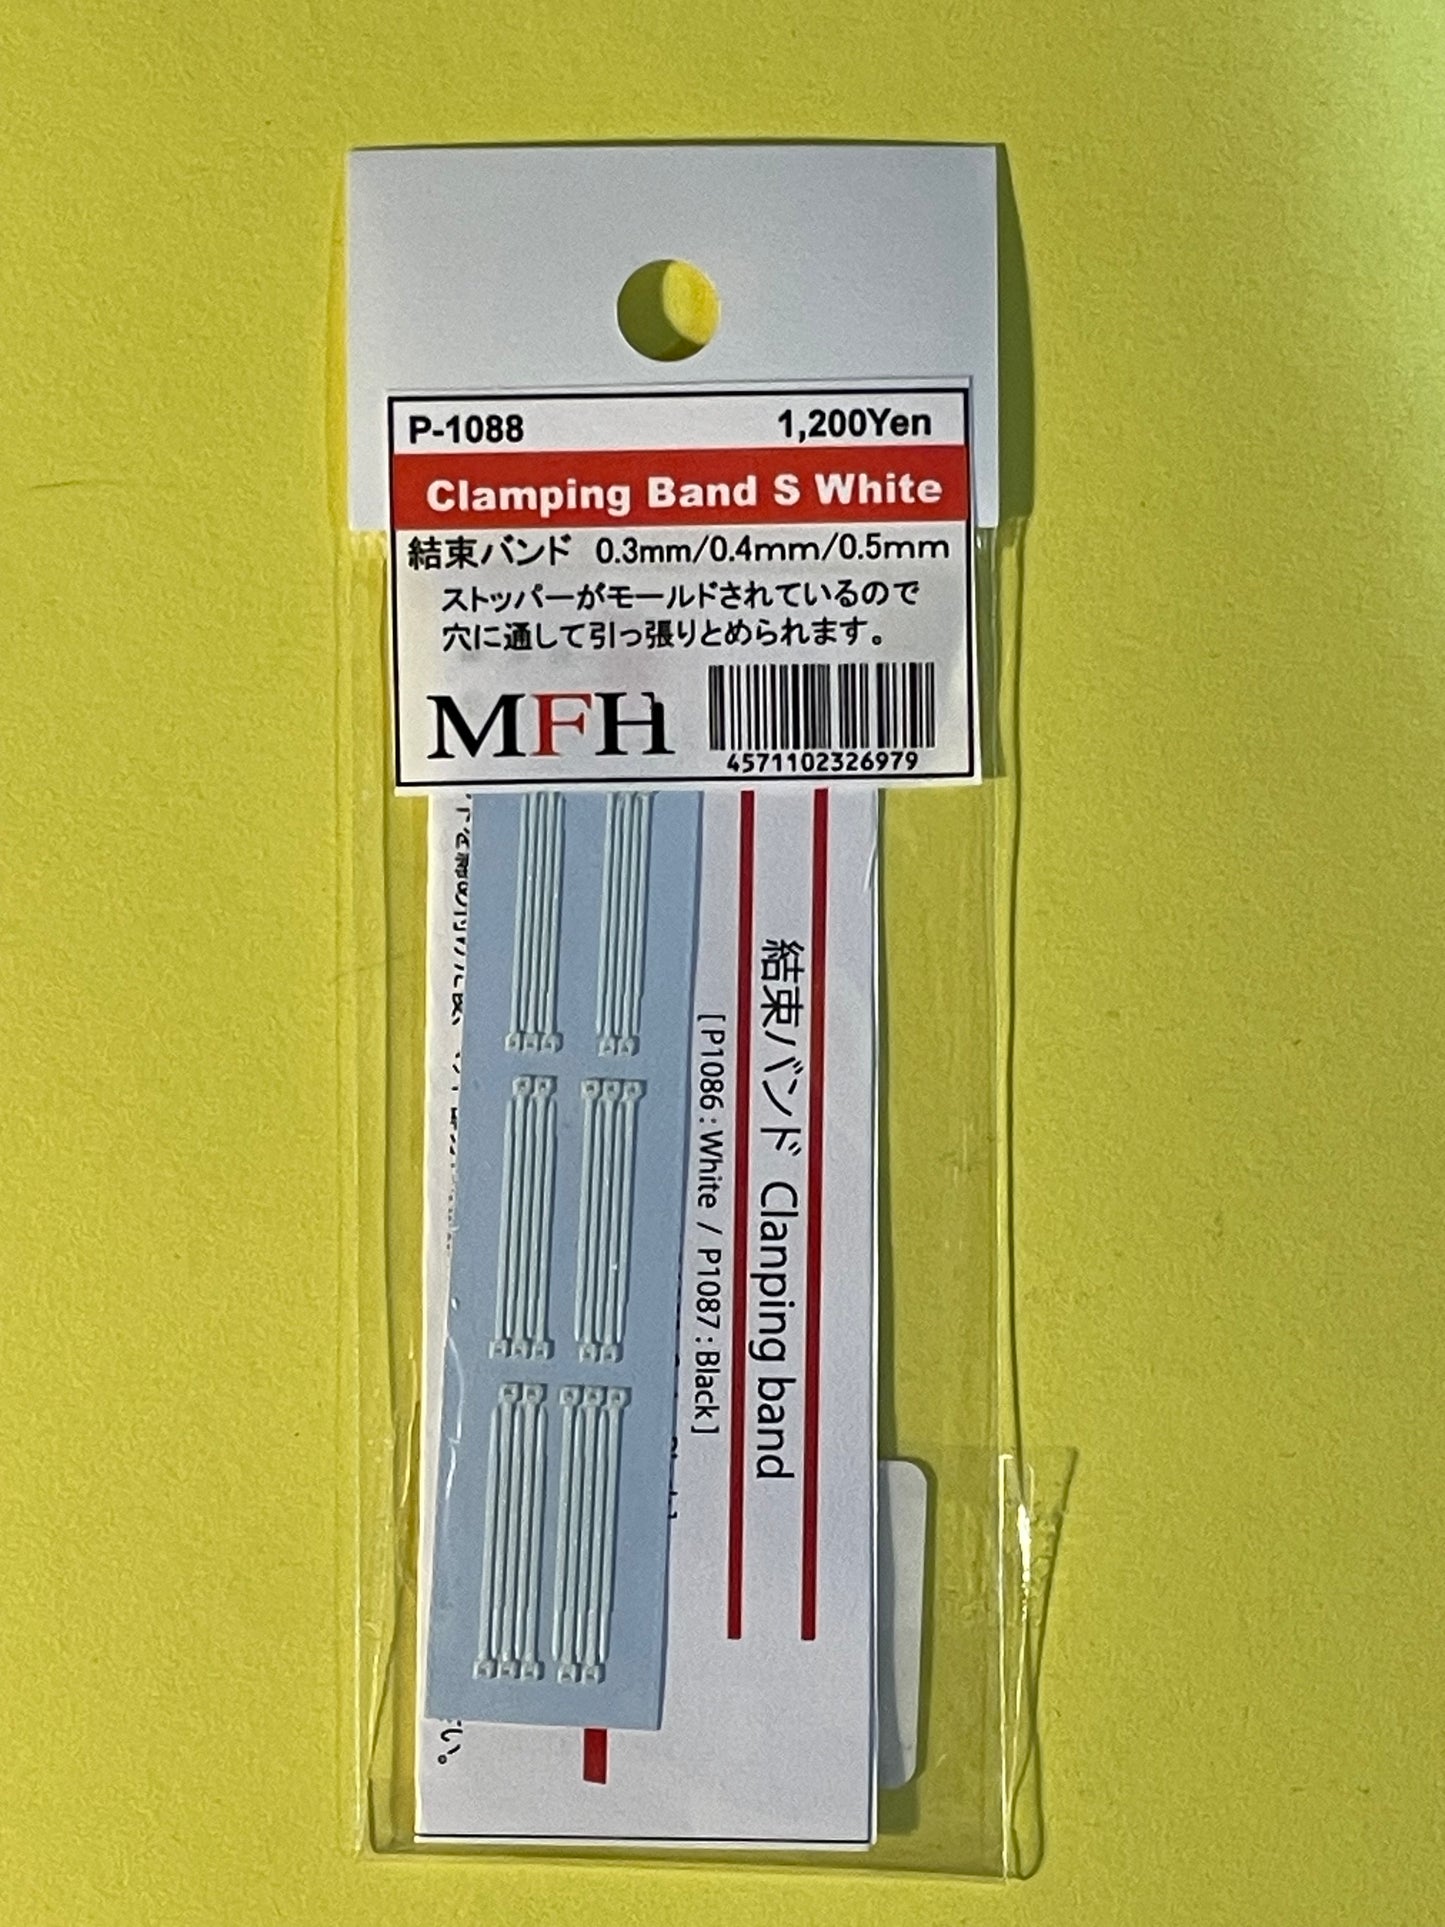 P-1088 1,200Yen
Clamping Band S White
結束バンド 0.3mm/0.4mm/0.5mm
ストッパーがモールドされているので
穴に通して引っ張りとめられます。
MFH
4571102326979
結束バンド Clanping band
[ P1086 : White / P1087 : Black ]